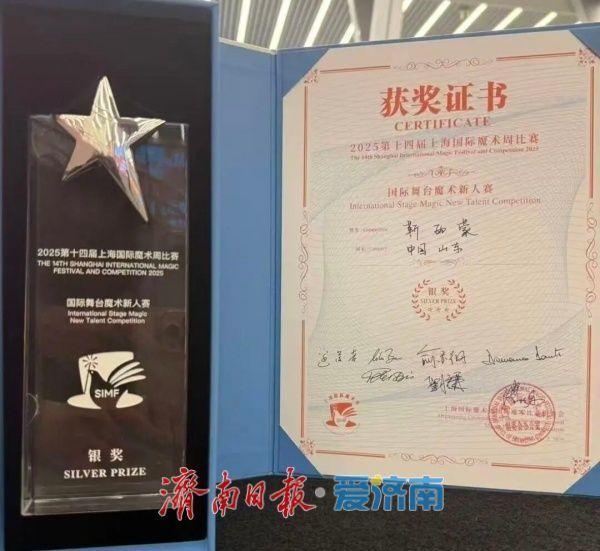 2025第十四届上海国际魔术周比赛
THE 14TH SHANGHAI INTERNATIONAL MAGIC
FESTIVAL AND COMPETITION 2025
国际舞台魔术新人赛
International Stage Magic
New Talent Competition
SIMF
银奖
SILVER PRIZE
获奖证书
CERTIFICATE
2025第十四届上海国际魔术周比赛
The 14th Shanghai International Magic Festival and Competition 2025
国际舞台魔术新人赛
International Stage Magic New Talent Competition
中国 山东
银奖
SILVER PRIZE
濟南日报·爱济南